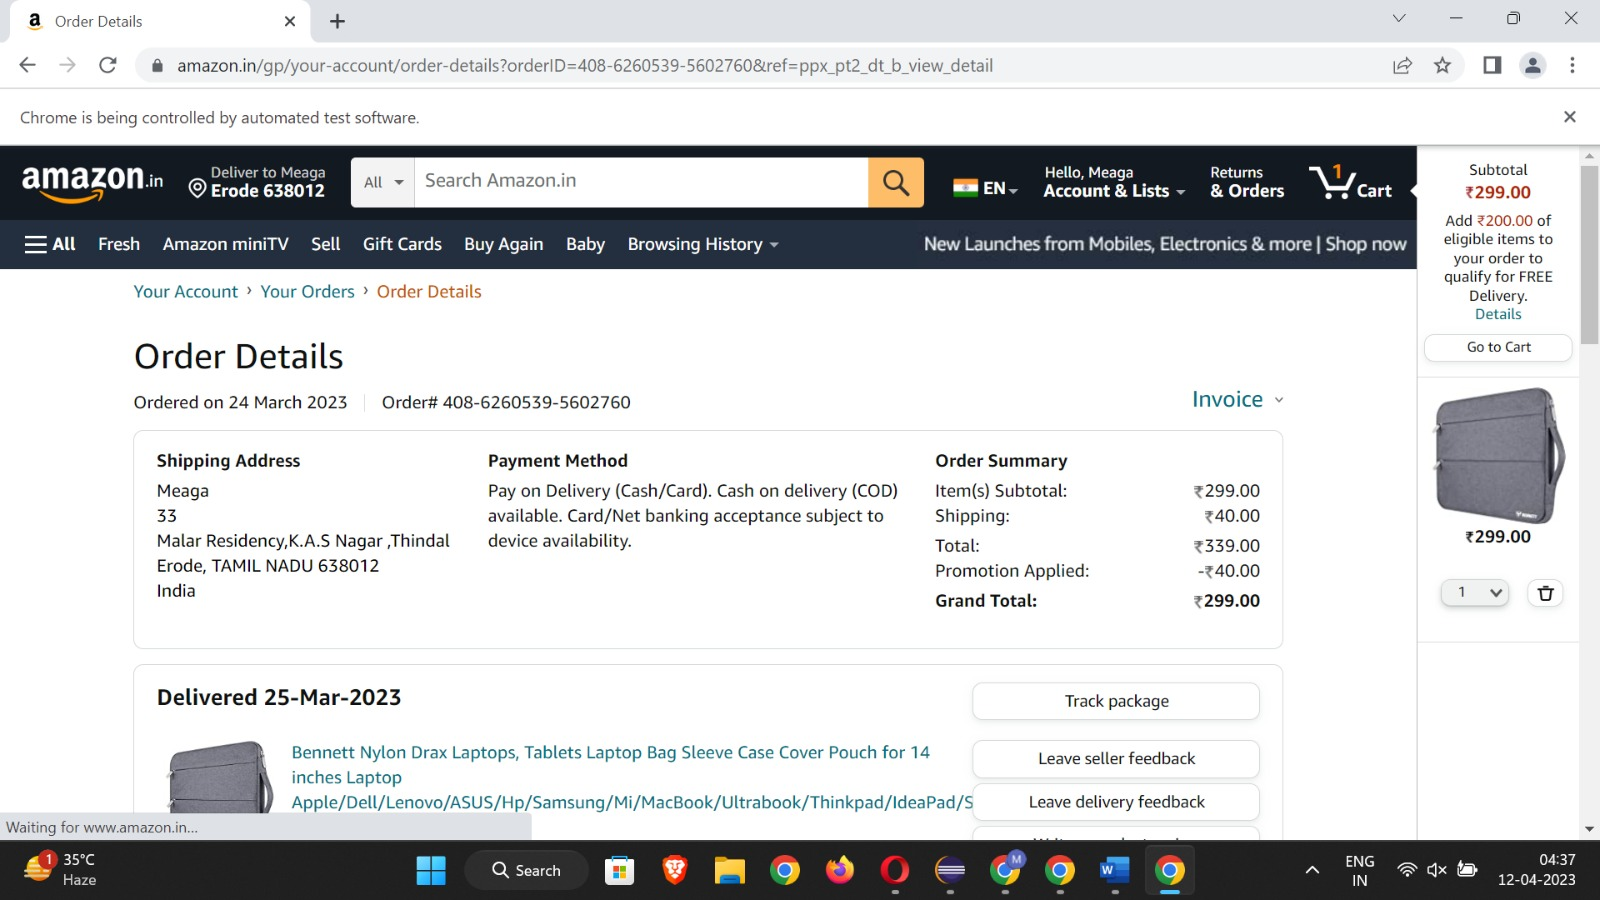 Order Details
amazon.in/gp/your-account/order-details?orderID=408-6260539-5602760&ref=ppx_pt2_dt_b_view_detail
Chrome is being controlled by automated test software.
amazon.in
Deliver to Meaga
Erode 638012
All
Search Amazon.in
EN
Hello, Meaga
Account & Lists
Returns
& Orders
1
Cart
All
Fresh
Amazon miniTV
Sell
Gift Cards
Buy Again
Baby
Browsing History
New Launches from Mobiles, Electronics & more | Shop now
Subtotal
₹299.00
Add ₹200.00 of
eligible items to
your order to
qualify for FREE
Delivery.
Details
Go to Cart
₹299.00
1
Your Account › Your Orders › Order Details
Order Details
Ordered on 24 March 2023
Order# 408-6260539-5602760
Invoice
Shipping Address
Meaga
33
Malar Residency,K.A.S Nagar ,Thindal
Erode, TAMIL NADU 638012
India
Payment Method
Pay on Delivery (Cash/Card). Cash on delivery (COD)
available. Card/Net banking acceptance subject to
device availability.
Order Summary
Item(s) Subtotal: ₹299.00
Shipping: ₹40.00
Total: ₹339.00
Promotion Applied: -₹40.00
Grand Total: ₹299.00
Delivered 25-Mar-2023
Bennett Nylon Drax Laptops, Tablets Laptop Bag Sleeve Case Cover Pouch for 14
inches Laptop
Apple/Dell/Lenovo/ASUS/Hp/Samsung/Mi/MacBook/Ultrabook/Thinkpad/IdeaPad/S
Track package
Leave seller feedback
Leave delivery feedback
Waiting for www.amazon.in...
1
35°C
Haze
Search
M
W
ENG
IN
04:37
12-04-2023